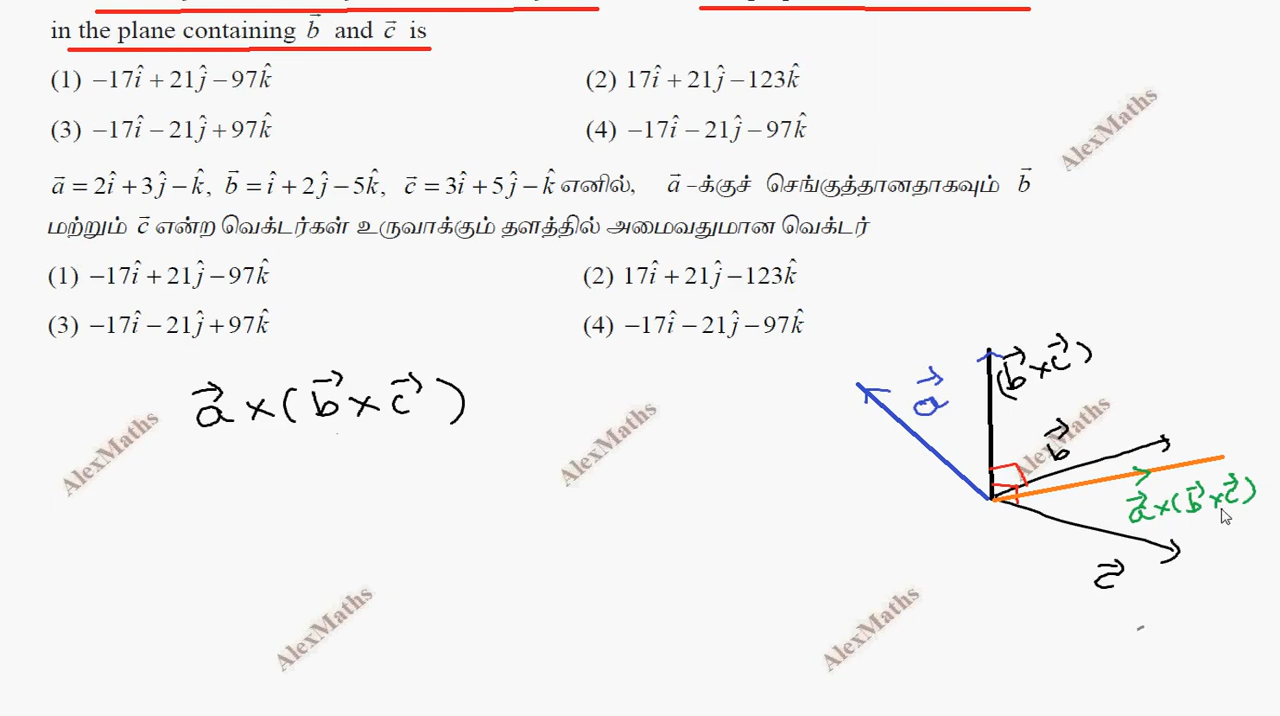 in the plane containing b⃗ and c⃗ is
(1) −17î + 21ĵ − 97k̂ (2) 17î + 21ĵ − 123k̂
(3) −17î − 21ĵ + 97k̂ (4) −17î − 21ĵ − 97k̂
a⃗ = 2î + 3ĵ − k̂, b⃗ = î + 2ĵ − 5k̂, c⃗ = 3î + 5ĵ − k̂ எனில், a⃗ -க்குச் செங்குத்தானதாகவும் b⃗
மற்றும் c⃗ என்ற வெக்டர்கள் உருவாக்கும் தளத்தில் அமைவதுமான வெக்டர்
(1) −17î + 21ĵ − 97k̂ (2) 17î + 21ĵ − 123k̂
(3) −17î − 21ĵ + 97k̂ (4) −17î − 21ĵ − 97k̂
a⃗ × (b⃗ × c⃗)
(b⃗ × c⃗)
a⃗
b⃗
a⃗ × (b⃗ × c⃗)
c⃗
AlexMaths
AlexMaths
AlexMaths
AlexMaths
AlexMaths
AlexMaths